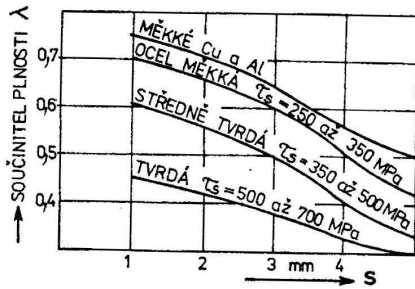 SOUČINITEL PLNOSTI λ
0,7
0,6
0,5
0,4
MĚKKÉ Cu a Al
OCEL MĚKKÁ τs = 250 až 350 MPa
STŘEDNĚ TVRDÁ τs = 350 až 500 MPa
TVRDÁ τs = 500 až 700 MPa
1 2 3 mm 4 S